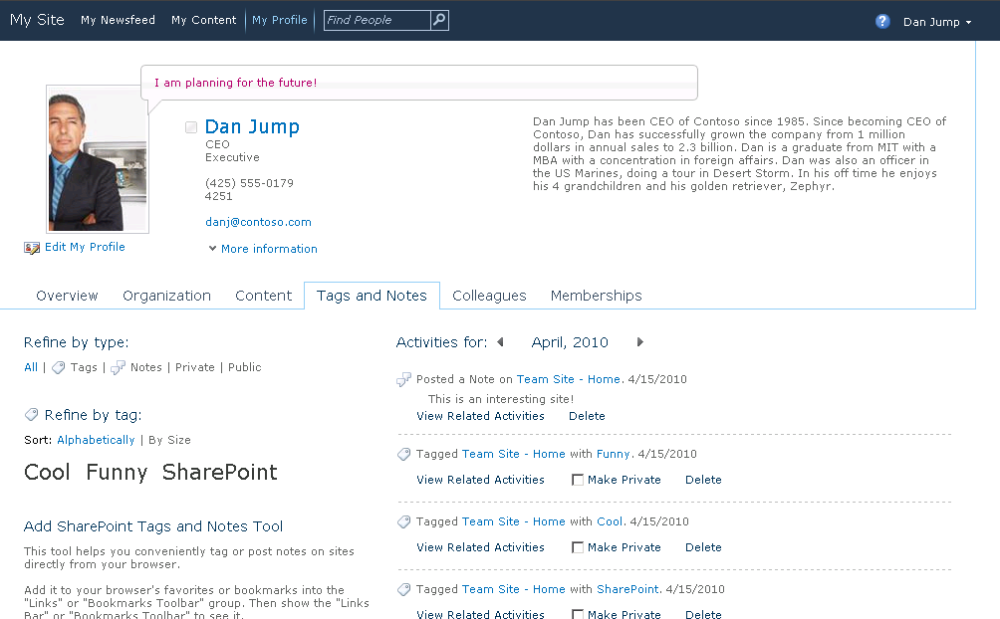 My Site My Newsfeed My Content My Profile Find People Dan Jump
I am planning for the future!
Dan Jump
CEO
Executive
(425) 555-0179
4251
danj@contoso.com
More information
Edit My Profile
Dan Jump has been CEO of Contoso since 1985. Since becoming CEO of
Contoso, Dan has successfully grown the company from 1 million
dollars in annual sales to 2.3 billion. Dan is a graduate from MIT with a
MBA with a concentration in foreign affairs. Dan was also an officer in
the US Marines, doing a tour in Desert Storm. In his off time he enjoys
his 4 grandchildren and his golden retriever, Zephyr.
Overview Organization Content Tags and Notes Colleagues Memberships
Refine by type:
All | Tags | Notes | Private | Public
Refine by tag:
Sort: Alphabetically | By Size
Cool Funny SharePoint
Add SharePoint Tags and Notes Tool
This tool helps you conveniently tag or post notes on sites
directly from your browser.
Add it to your browser's favorites or bookmarks into the
"Links" or "Bookmarks Toolbar" group. Then show the "Links
Bar" or "Bookmarks Toolbar" to see it.
Activities for: April, 2010
Posted a Note on Team Site - Home. 4/15/2010
This is an interesting site!
View Related Activities Delete
Tagged Team Site - Home with Funny. 4/15/2010
View Related Activities Make Private Delete
Tagged Team Site - Home with Cool. 4/15/2010
View Related Activities Make Private Delete
Tagged Team Site - Home with SharePoint. 4/15/2010
View Related Activities Make Private Delete